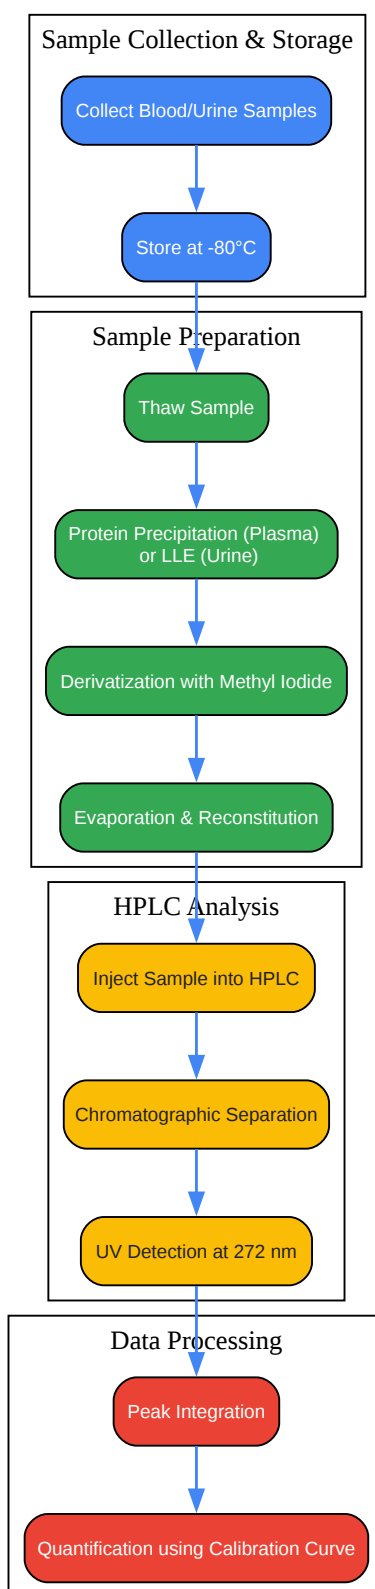 Sample Collection & Storage
Collect Blood/Urine Samples
Store at -80°C
Sample Preparation
Thaw Sample
Protein Precipitation (Plasma)
or LLE (Urine)
Derivatization with Methyl Iodide
Evaporation & Reconstitution
HPLC Analysis
Inject Sample into HPLC
Chromatographic Separation
UV Detection at 272 nm
Data Processing
Peak Integration
Quantification using Calibration Curve